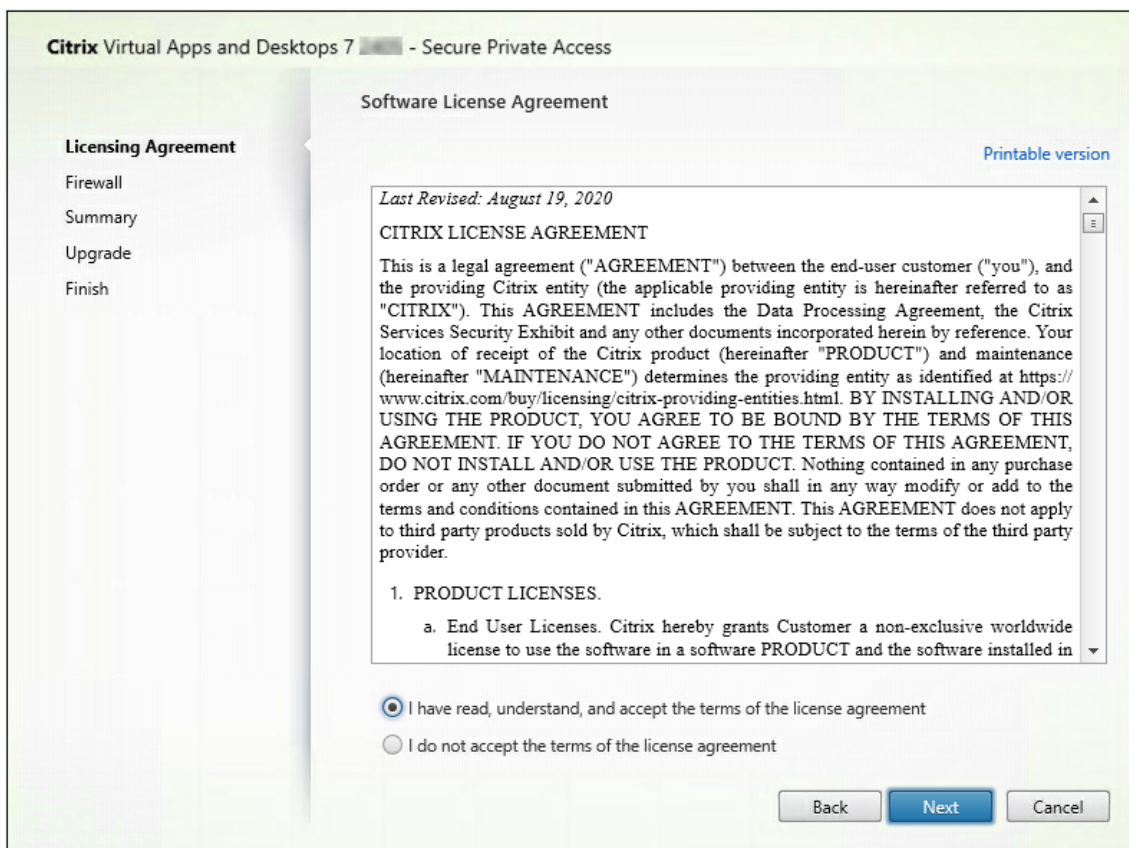 Citrix Virtual Apps and Desktops 7 - Secure Private Access
Licensing Agreement
Firewall
Summary
Upgrade
Finish
Software License Agreement
Printable version
Last Revised: August 19, 2020
CITRIX LICENSE AGREEMENT
This is a legal agreement ("AGREEMENT") between the end-user customer ("you"), and
the providing Citrix entity (the applicable providing entity is hereinafter referred to as
"CITRIX"). This AGREEMENT includes the Data Processing Agreement, the Citrix
Services Security Exhibit and any other documents incorporated herein by reference. Your
location of receipt of the Citrix product (hereinafter "PRODUCT") and maintenance
(hereinafter "MAINTENANCE") determines the providing entity as identified at https://
www.citrix.com/buy/licensing/citrix-providing-entities.html. BY INSTALLING AND/OR
USING THE PRODUCT, YOU AGREE TO BE BOUND BY THE TERMS OF THIS
AGREEMENT. IF YOU DO NOT AGREE TO THE TERMS OF THIS AGREEMENT,
DO NOT INSTALL AND/OR USE THE PRODUCT. Nothing contained in any purchase
order or any other document submitted by you shall in any way modify or add to the
terms and conditions contained in this AGREEMENT. This AGREEMENT does not apply
to third party products sold by Citrix, which shall be subject to the terms of the third party
provider.
1. PRODUCT LICENSES.
a. End User Licenses. Citrix hereby grants Customer a non-exclusive worldwide
license to use the software in a software PRODUCT and the software installed in
I have read, understand, and accept the terms of the license agreement
I do not accept the terms of the license agreement
Back
Next
Cancel